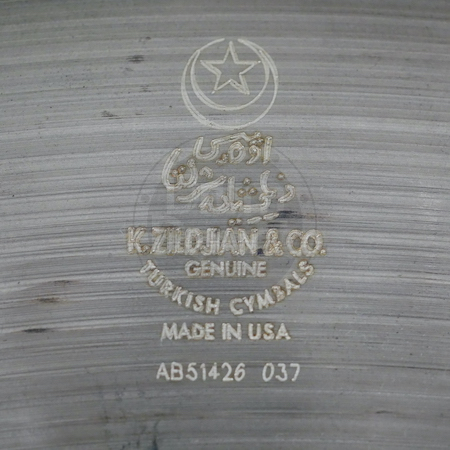 K. ZILDJIAN & CO.
GENUINE
TURKISH CYMBALS
MADE IN USA
AB51426 037